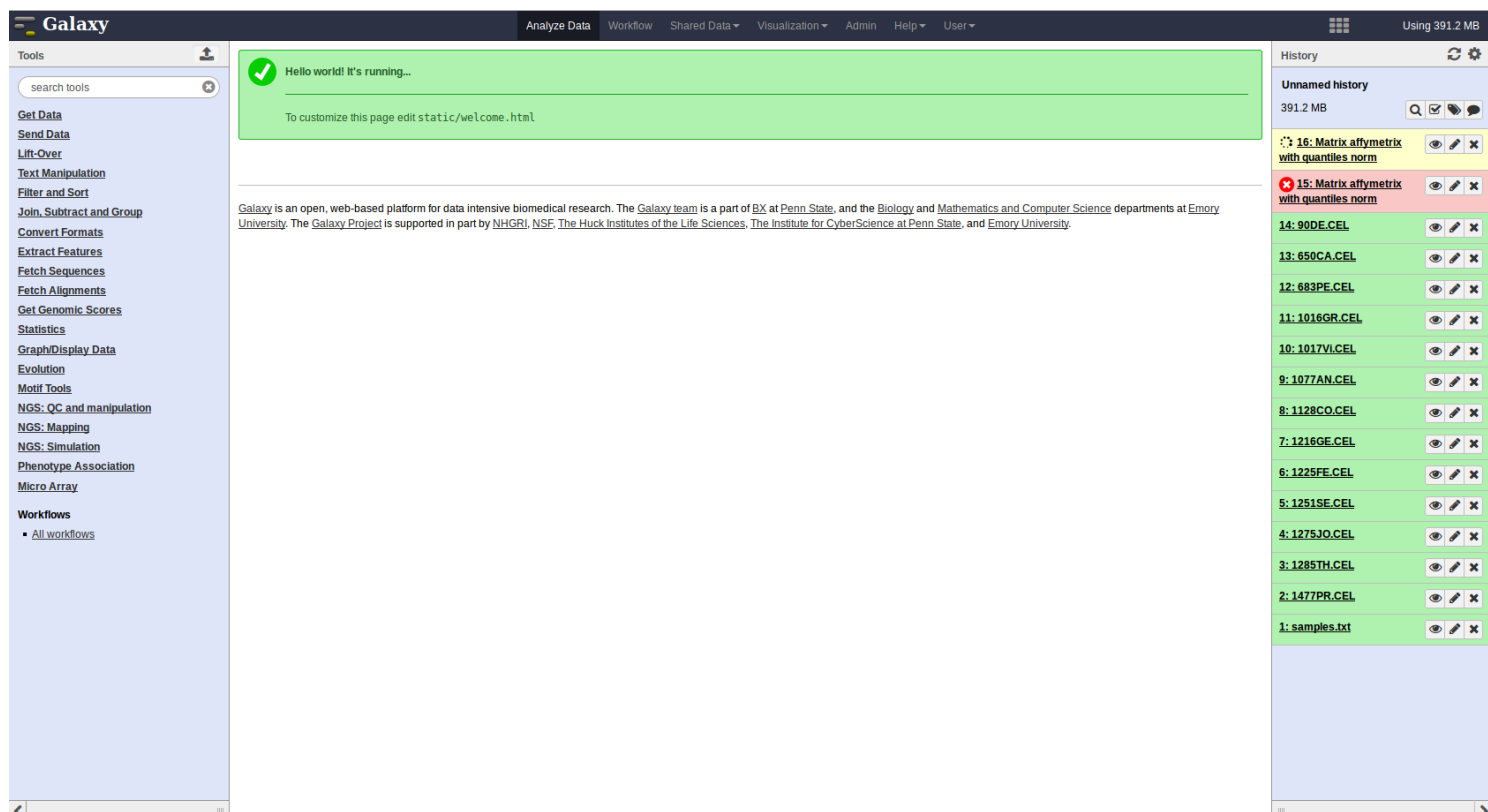 Galaxy
Analyze Data Workflow Shared Data Visualization Admin Help User
Using 391.2 MB
Tools
search tools
Get Data
Send Data
Lift-Over
Text Manipulation
Filter and Sort
Join, Subtract and Group
Convert Formats
Extract Features
Fetch Sequences
Fetch Alignments
Get Genomic Scores
Statistics
Graph/Display Data
Evolution
Motif Tools
NGS: QC and manipulation
NGS: Mapping
NGS: Simulation
Phenotype Association
Micro Array
Workflows
All workflows
Hello world! It's running...
To customize this page edit static/welcome.html
Galaxy is an open, web-based platform for data intensive biomedical research. The Galaxy team is a part of BX at Penn State, and the Biology and Mathematics and Computer Science departments at Emory
University. The Galaxy Project is supported in part by NHGRI, NSF, The Huck Institutes of the Life Sciences, The Institute for CyberScience at Penn State, and Emory University.
History
Unnamed history
391.2 MB
16: Matrix affymetrix
with quantiles norm
15: Matrix affymetrix
with quantiles norm
14: 90DE.CEL
13: 650CA.CEL
12: 683PE.CEL
11: 1016GR.CEL
10: 1017Vi.CEL
9: 1077AN.CEL
8: 1128CO.CEL
7: 1216GE.CEL
6: 1225FE.CEL
5: 1251SE.CEL
4: 1275JO.CEL
3: 1285TH.CEL
2: 1477PR.CEL
1: samples.txt